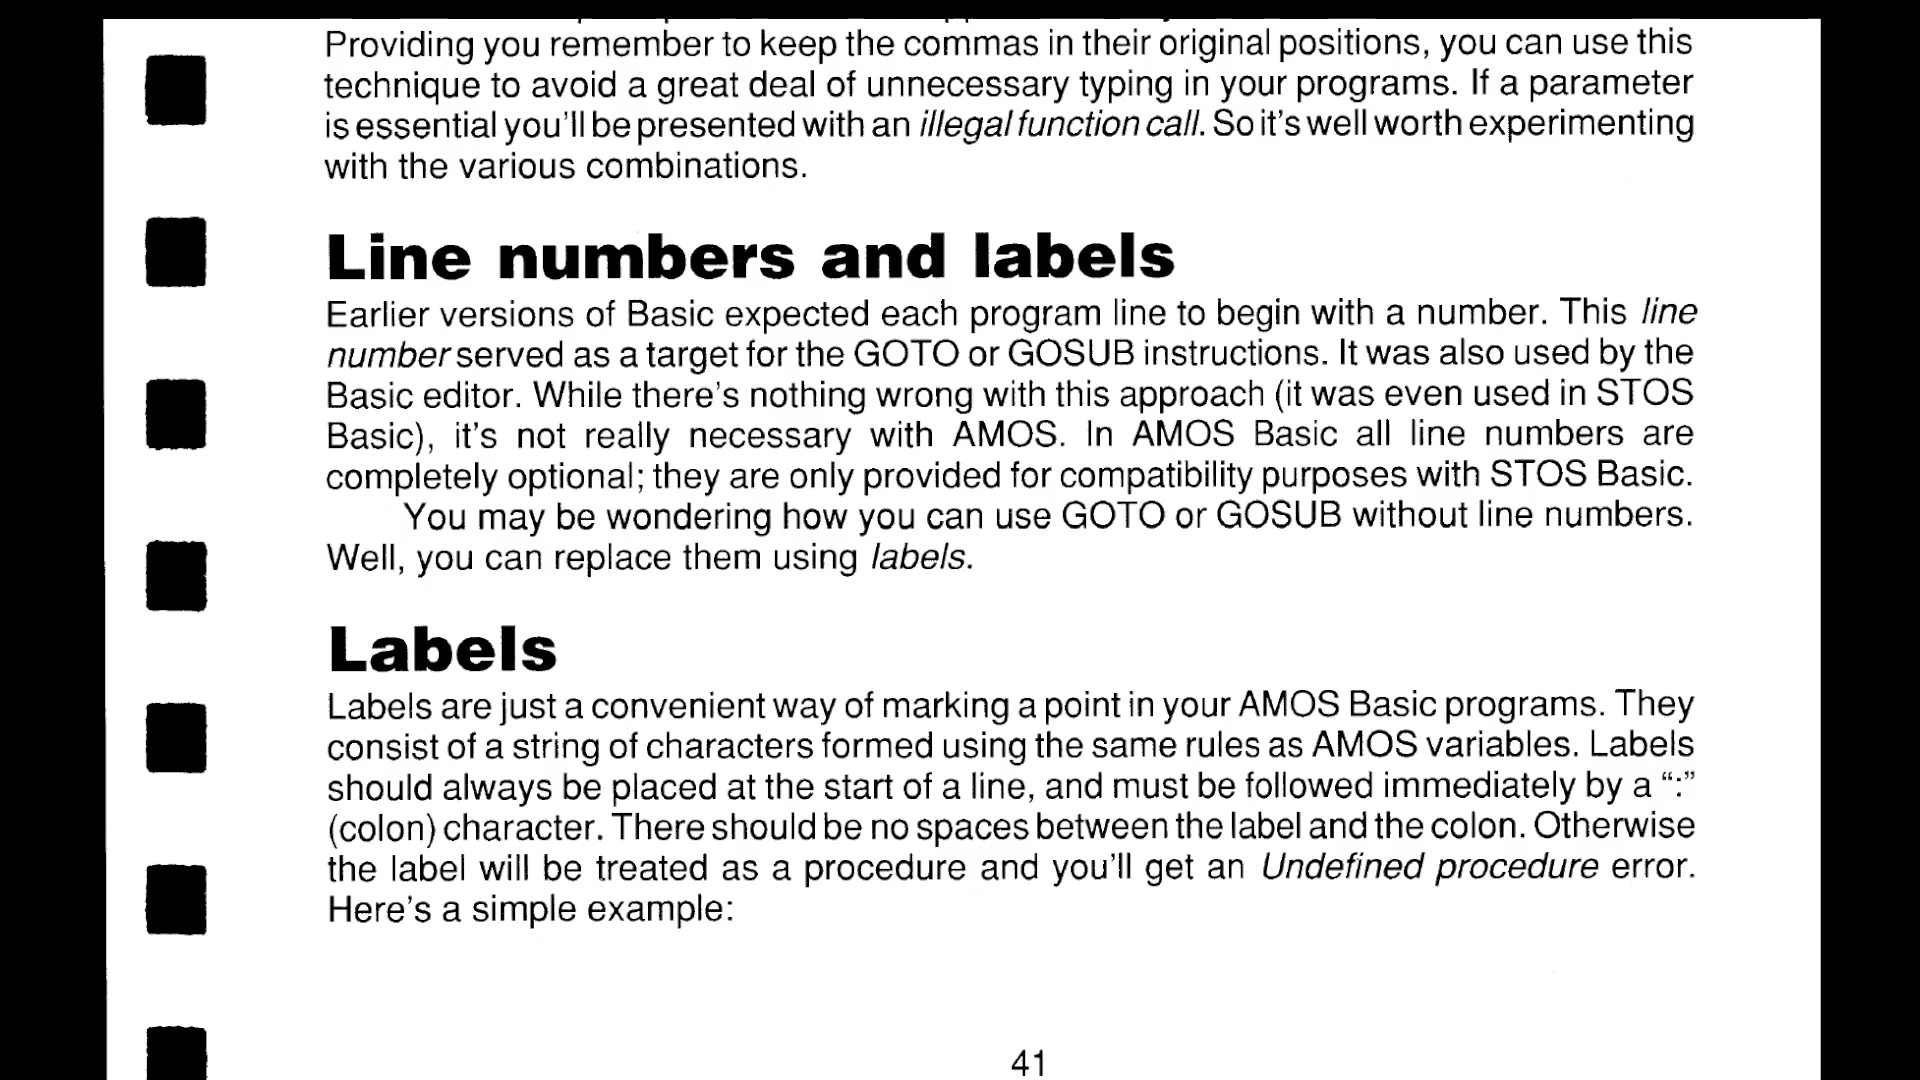 Providing you remember to keep the commas in their original positions, you can use this
technique to avoid a great deal of unnecessary typing in your programs. If a parameter
is essential you'll be presented with an illegal function call. So it's well worth experimenting
with the various combinations.
Line numbers and labels
Earlier versions of Basic expected each program line to begin with a number. This line
number served as a target for the GOTO or GOSUB instructions. It was also used by the
Basic editor. While there's nothing wrong with this approach (it was even used in STOS
Basic), it's not really necessary with AMOS. In AMOS Basic all line numbers are
completely optional; they are only provided for compatibility purposes with STOS Basic.
You may be wondering how you can use GOTO or GOSUB without line numbers.
Well, you can replace them using labels.
Labels
Labels are just a convenient way of marking a point in your AMOS Basic programs. They
consist of a string of characters formed using the same rules as AMOS variables. Labels
should always be placed at the start of a line, and must be followed immediately by a “:”
(colon) character. There should be no spaces between the label and the colon. Otherwise
the label will be treated as a procedure and you'll get an Undefined procedure error.
Here's a simple example:
41